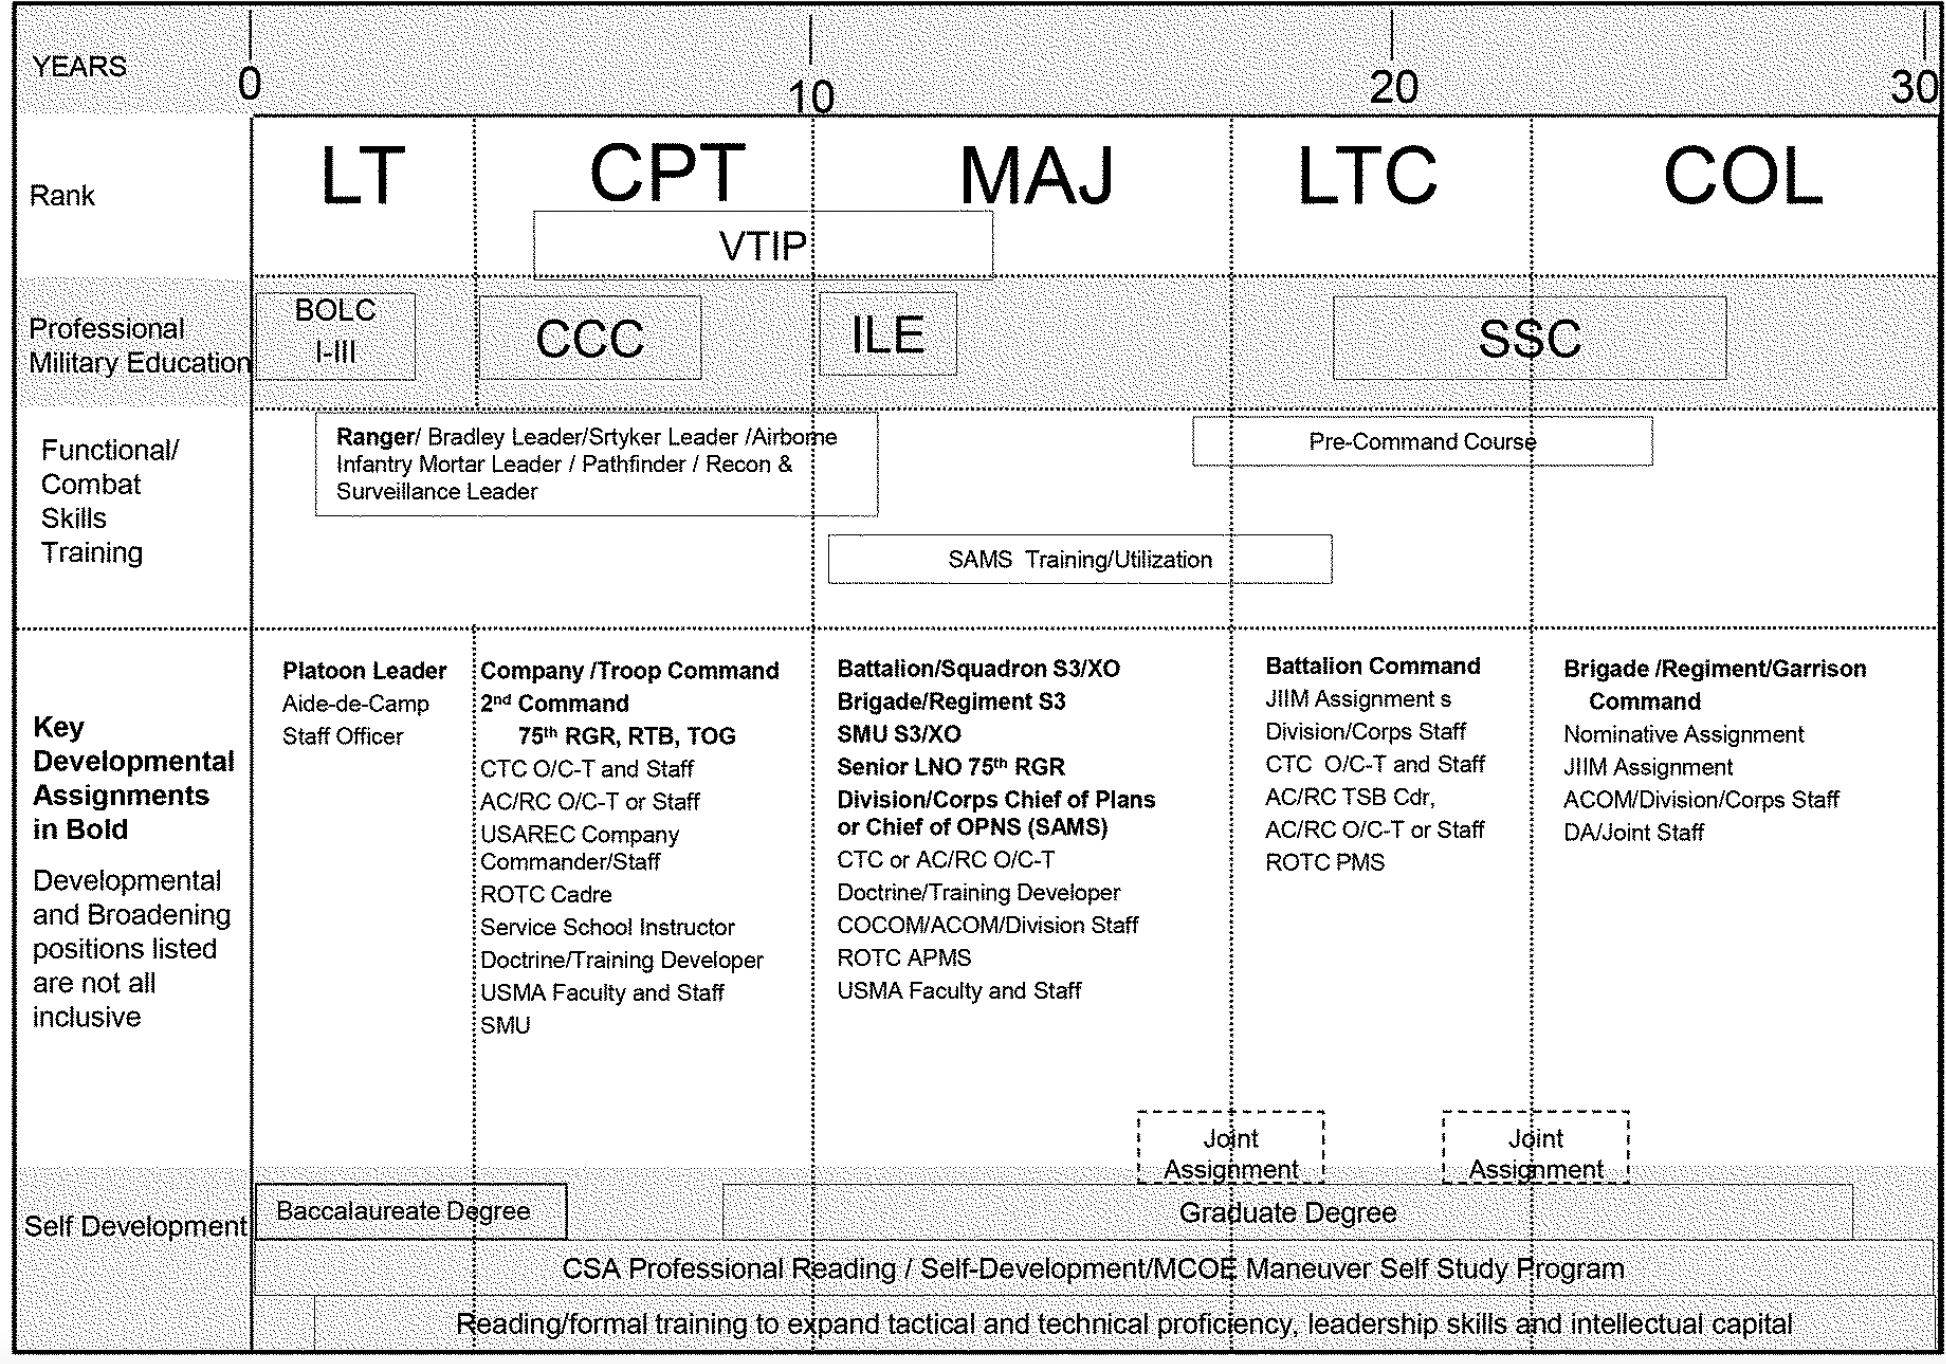 YEARS
0
10
20
30
Rank
LT
CPT
MAJ
LTC
COL
VTIP
Professional
Military Education
BOLC
I-III
CCC
ILE
SSC
Functional/
Combat
Skills
Training
Ranger/ Bradley Leader/Srtyker Leader /Airborne
Infantry Mortar Leader / Pathfinder / Recon &
Surveillance Leader
Pre-Command Course
SAMS Training/Utilization
Key
Developmental
Assignments
in Bold
Developmental
and Broadening
positions listed
are not all
inclusive
Platoon Leader
Aide-de-Camp
Staff Officer
Company /Troop Command
2nd Command
75th RGR, RTB, TOG
CTC O/C-T and Staff
AC/RC O/C-T or Staff
USAREC Company
Commander/Staff
ROTC Cadre
Service School Instructor
Doctrine/Training Developer
USMA Faculty and Staff
SMU
Battalion/Squadron S3/XO
Brigade/Regiment S3
SMU S3/XO
Senior LNO 75th RGR
Division/Corps Chief of Plans
or Chief of OPNS (SAMS)
CTC or AC/RC O/C-T
Doctrine/Training Developer
COCOM/ACOM/Division Staff
ROTC APMS
USMA Faculty and Staff
Battalion Command
JIIM Assignment s
Division/Corps Staff
CTC O/C-T and Staff
AC/RC TSB Cdr,
AC/RC O/C-T or Staff
ROTC PMS
Brigade /Regiment/Garrison
Command
Nominative Assignment
JIIM Assignment
ACOM/Division/Corps Staff
DA/Joint Staff
Joint
Assignment
Joint
Assignment
Self Development
Baccalaureate Degree
Graduate Degree
CSA Professional Reading / Self-Development/MCOE Maneuver Self Study Program
Reading/formal training to expand tactical and technical proficiency, leadership skills and intellectual capital